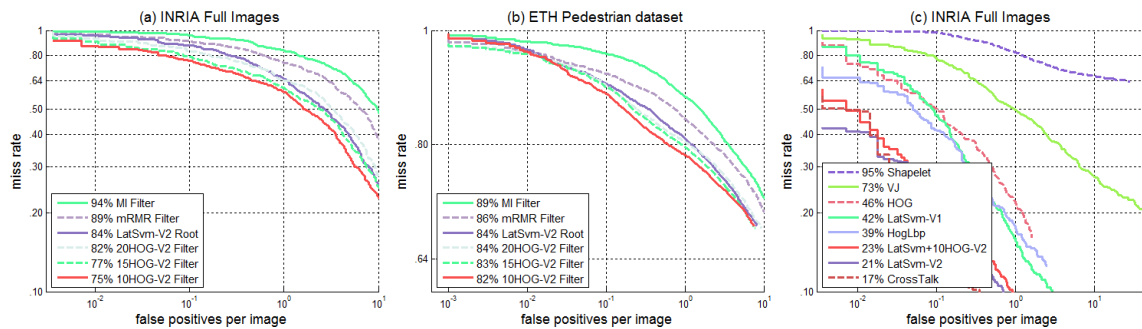 (a) INRIA Full Images
miss rate
1
.80
.64
.50
.40
.30
.20
.10
94% MI Filter
89% mRMR Filter
84% LatSvm-V2 Root
82% 20HOG-V2 Filter
77% 15HOG-V2 Filter
75% 10HOG-V2 Filter
10^-2
10^-1
10^0
10^1
false positives per image
(b) ETH Pedestrian dataset
miss rate
1
.80
.64
89% MI Filter
86% mRMR Filter
84% LatSvm-V2 Root
84% 20HOG-V2 Filter
83% 15HOG-V2 Filter
82% 10HOG-V2 Filter
10^-3
10^-2
10^-1
10^0
10^1
false positives per image
(c) INRIA Full Images
miss rate
1
.80
.64
.50
.40
.30
.20
.10
95% Shapelet
73% VJ
46% HOG
42% LatSvm-V1
39% HogLbp
23% LatSvm+10HOG-V2
21% LatSvm-V2
17% CrossTalk
10^-2
10^-1
10^0
10^1
false positives per image